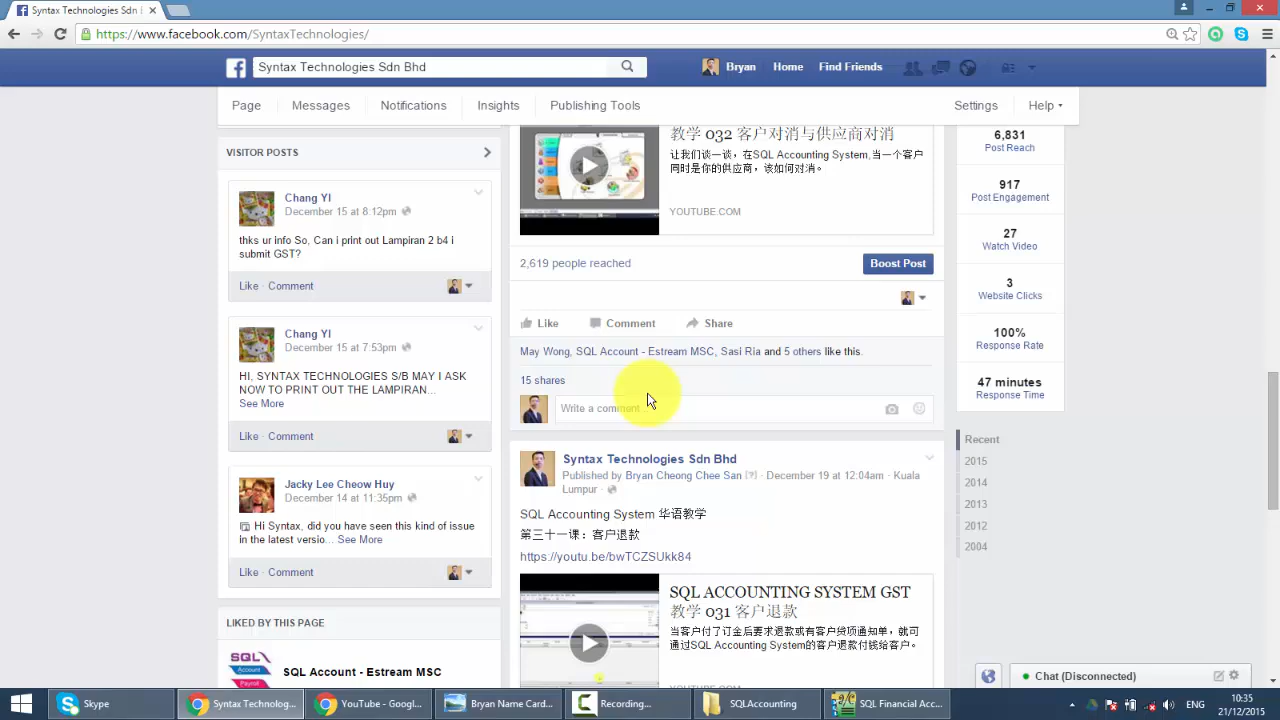 Syntax Technologies Sdn
https://www.facebook.com/SyntaxTechnologies/
Syntax Technologies Sdn Bhd
Bryan
Home
Find Friends
Page
Messages
Notifications
Insights
Publishing Tools
Settings
Help
VISITOR POSTS
Chang YI
December 15 at 8:12pm
thks ur info So, Can i print out Lampiran 2 b4 i
submit GST?
Like · Comment
Chang YI
December 15 at 7:53pm
HI, SYNTAX TECHNOLOGIES S/B MAY I ASK
NOW TO PRINT OUT THE LAMPIRAN...
See More
Like · Comment
Jacky Lee Cheow Huy
December 14 at 11:35pm
Hi Syntax, did you have seen this kind of issue
in the latest versio... See More
Like · Comment
LIKED BY THIS PAGE
SQL
Account
Payroll
SQL Account - Estream MSC
教学 032 客户对消与供应商对消
让我们谈一谈，在SQL Accounting System,当一个客户
同时是你的供应商，该如何对消。
YOUTUBE.COM
2,619 people reached
Boost Post
Like
Comment
Share
May Wong, SQL Account - Estream MSC, Sasi Ria and 5 others like this.
15 shares
Write a comment...
Syntax Technologies Sdn Bhd
Published by Bryan Cheong Chee San [?] · December 19 at 12:04am · Kuala
Lumpur ·
SQL Accounting System 华语教学
第三十一课：客户退款
https://youtu.be/bwTCZSUkk84
SQL ACCOUNTING SYSTEM GST
教学 031 客户退款
当客户付了订金后要求退款或有客户贷项通知单，就可
通过SQL Accounting System的客户退款付钱给客户。
YOUTUBE.COM
6,831
Post Reach
917
Post Engagement
27
Watch Video
3
Website Clicks
100%
Response Rate
47 minutes
Response Time
Recent
2015
2014
2013
2012
2004
Chat (Disconnected)
Skype
Syntax Technolog...
YouTube - Googl...
Bryan Name Card...
Recording...
SQLAccounting
SQL Financial Acc...
ENG
10:35
21/12/2015